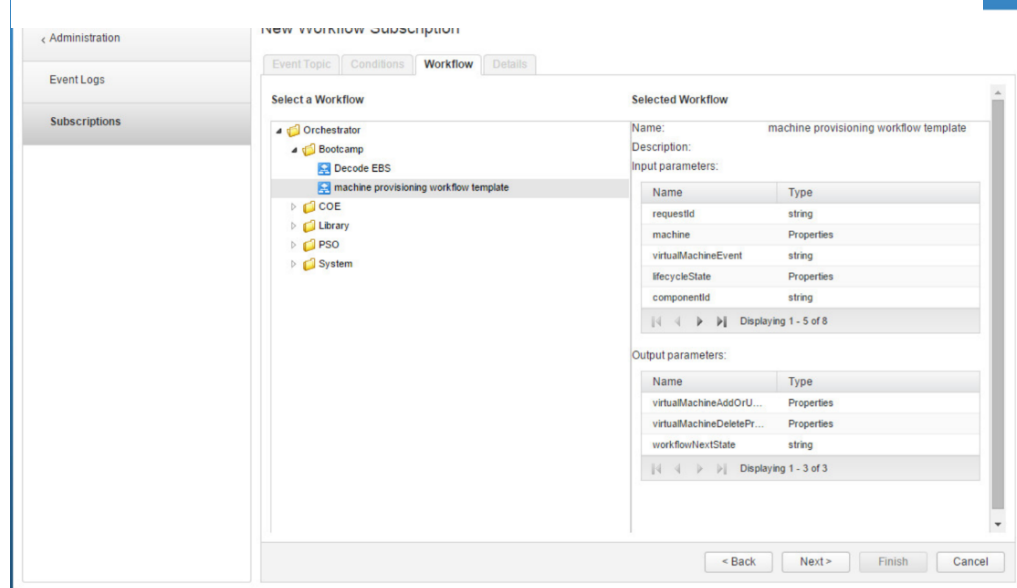 < Administration
New Workflow Subscription
Event Topic Conditions Workflow Details
Event Logs
Select a Workflow
Selected Workflow
Subscriptions
Orchestrator
Name: machine provisioning workflow template
Bootcamp
Description:
Decode EBS
Input parameters:
machine provisioning workflow template
Name Type
COE
requestId string
Library
machine Properties
PSO
virtualMachineEvent string
System
lifecycleState Properties
componentId string
Displaying 1 - 5 of 8
Output parameters:
Name Type
virtualMachineAddOrU... Properties
virtualMachineDeletePr... Properties
workflowNextState string
Displaying 1 - 3 of 3
< Back Next > Finish Cancel